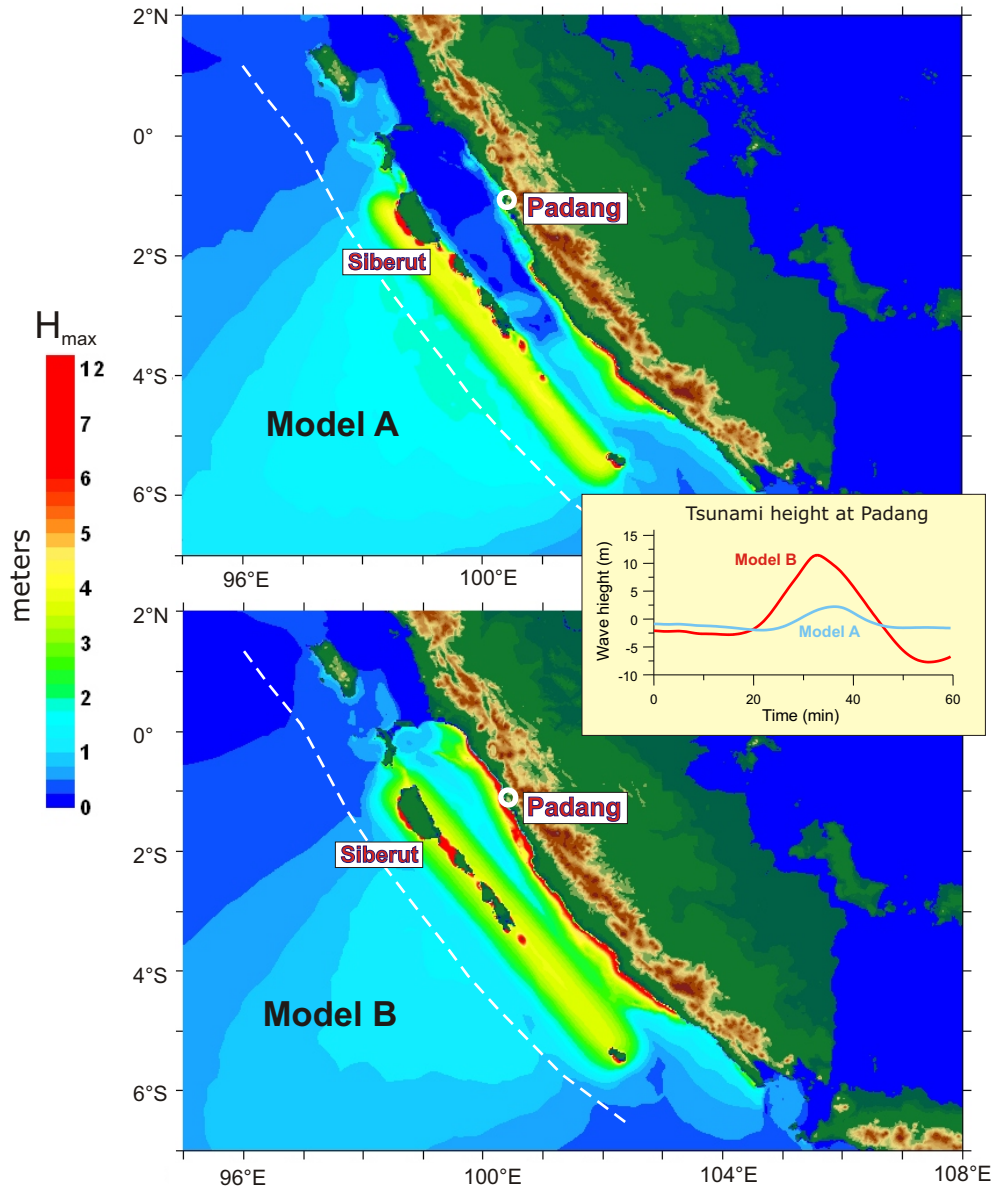 2°N
0°
2°S
4°S
6°S
Padang
Siberut
Model A
96°E
100°E
H max
meters
12
7
6
5
4
3
2
1
0
Tsunami height at Padang
Wave hieght (m)
15
10
5
0
-5
-10
Model B
Model A
0
20
40
60
Time (min)
2°N
0°
2°S
4°S
6°S
Padang
Siberut
Model B
96°E
100°E
104°E
108°E